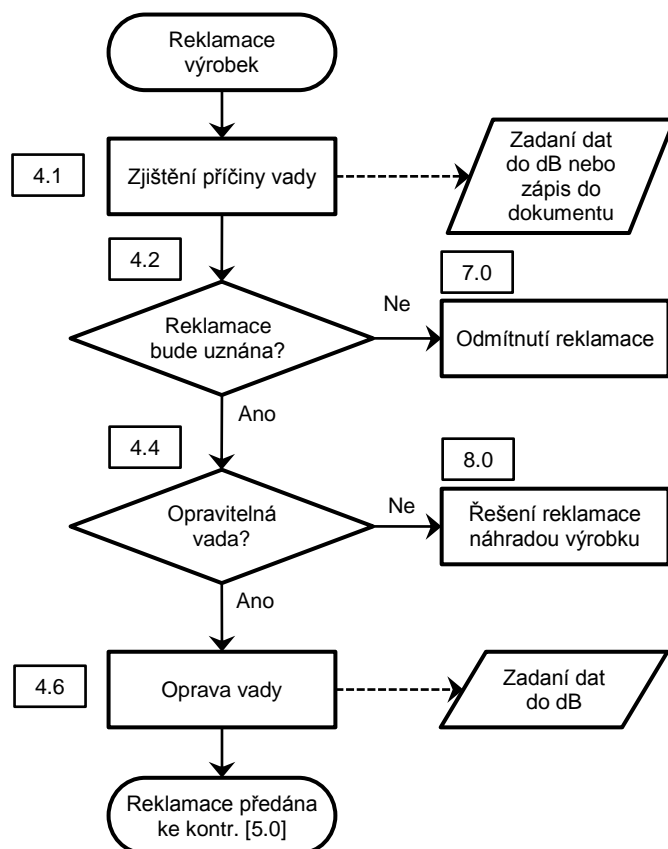 Reklamace
výrobek
4.1
Zjištění příčiny vady
Zadaní dat
do dB nebo
zápis do
dokumentu
4.2
Reklamace
bude uznána?
Ne
7.0
Odmítnutí reklamace
Ano
4.4
Opravitelná
vada?
Ne
8.0
Řešení reklamace
náhradou výrobku
Ano
4.6
Oprava vady
Zadaní dat
do dB
Reklamace předána
ke kontr. [5.0]